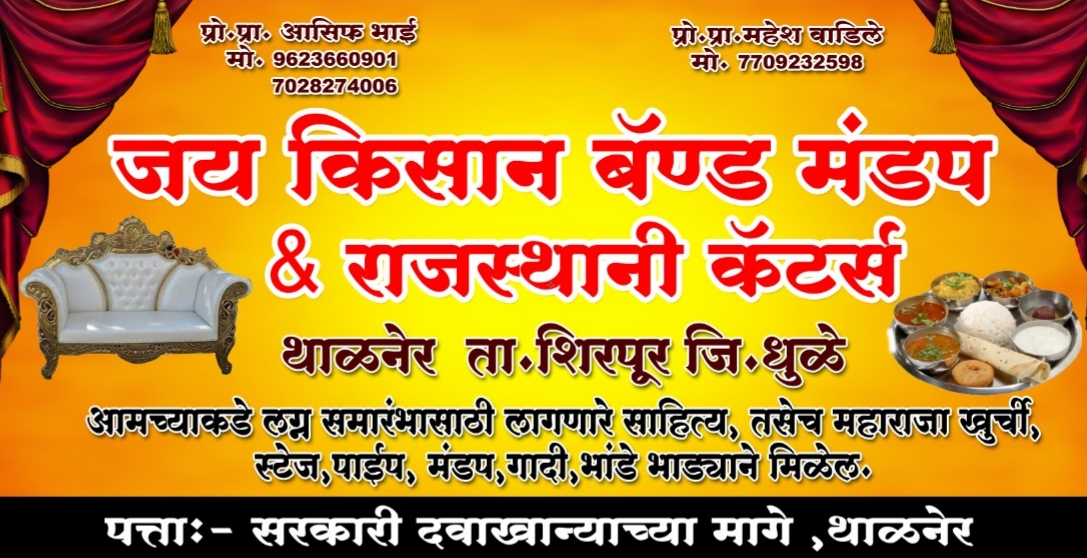 प्रो.प्रा. आसिफ भाई
मो. 9623660901
7028274006
प्रो.प्रा.महेश वाडिले
मो. 7709232598
जय किसान बॅण्ड मंडप
& राजस्थानी कॅटर्स
थाळनेर ता.शिरपूर जि.धुळे
आमच्याकडे लग्न समारंभासाठी लागणारे साहित्य, तसेच महाराजा खुर्ची,
स्टेज,पाईप, मंडप,गादी,भांडे भाड्याने मिळेल.
पत्ताः- सरकारी दवाखान्याच्या मागे ,थाळनेर